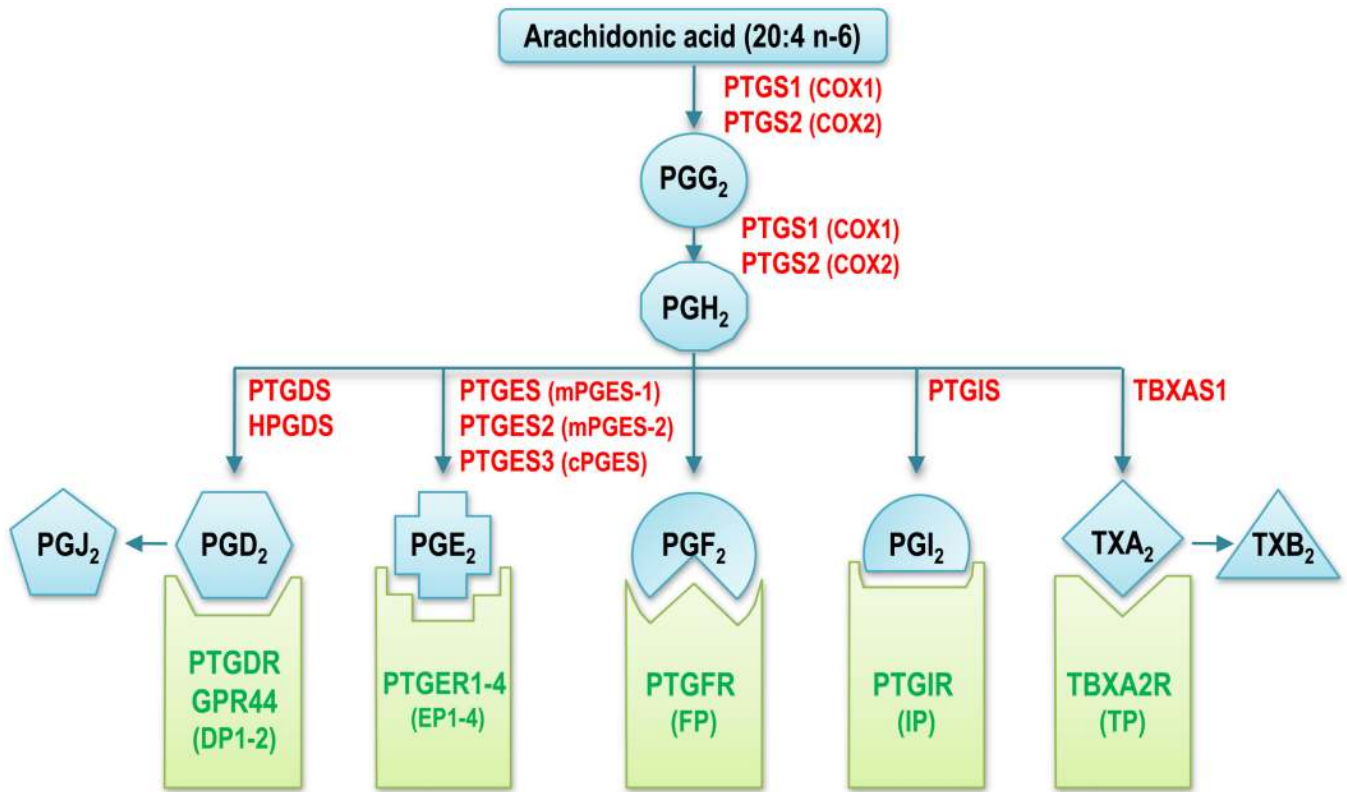 Arachidonic acid (20:4 n-6)
PTGS1 (COX1)
PTGS2 (COX2)
PGG₂
PTGS1 (COX1)
PTGS2 (COX2)
PGH₂
PTGDS
HPGDS
PTGES (mPGES-1)
PTGES2 (mPGES-2)
PTGES3 (cPGES)
PTGIS
TBXAS1
PGJ₂
PGD₂
PGE₂
PGF₂
PGI₂
TXA₂
TXB₂
PTGDR
GPR44
(DP1-2)
PTGER1-4
(EP1-4)
PTGFR
(FP)
PTGIR
(IP)
TBXA2R
(TP)